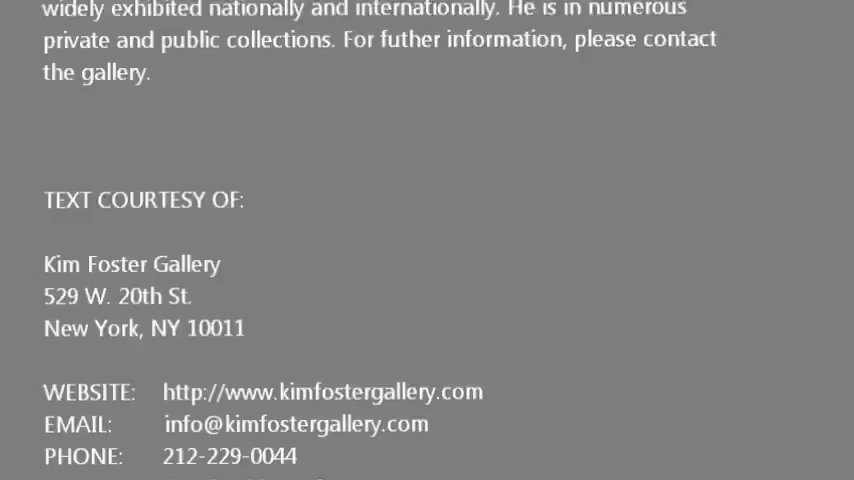 widely exhibited nationally and internationally. He is in numerous
private and public collections. For futher information, please contact
the gallery.
TEXT COURTESY OF:
Kim Foster Gallery
529 W. 20th St.
New York, NY 10011
WEBSITE: http://www.kimfostergallery.com
EMAIL: info@kimfostergallery.com
PHONE: 212-229-0044